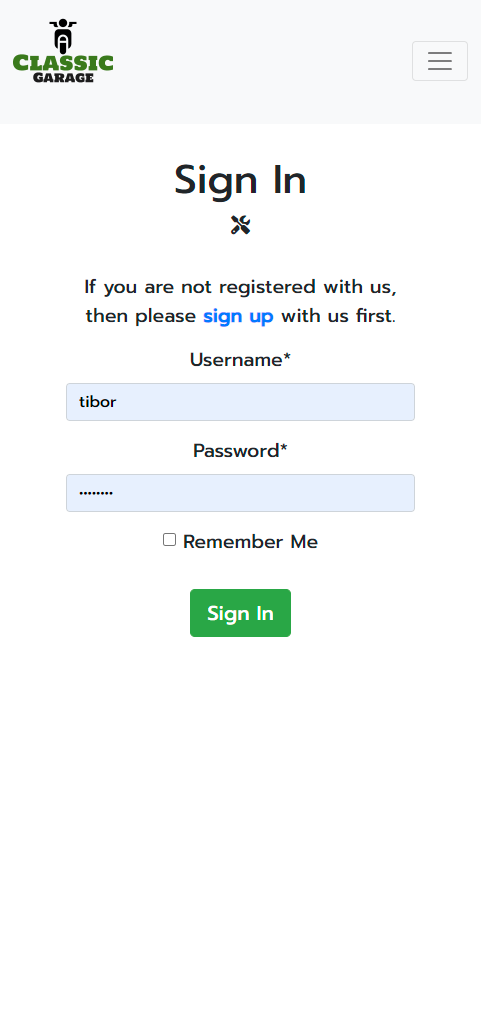 CLASSIC
GARAGE
Sign In
If you are not registered with us,
then please sign up with us first.
Username*
tibor
Password*
••••••••
Remember Me
Sign In